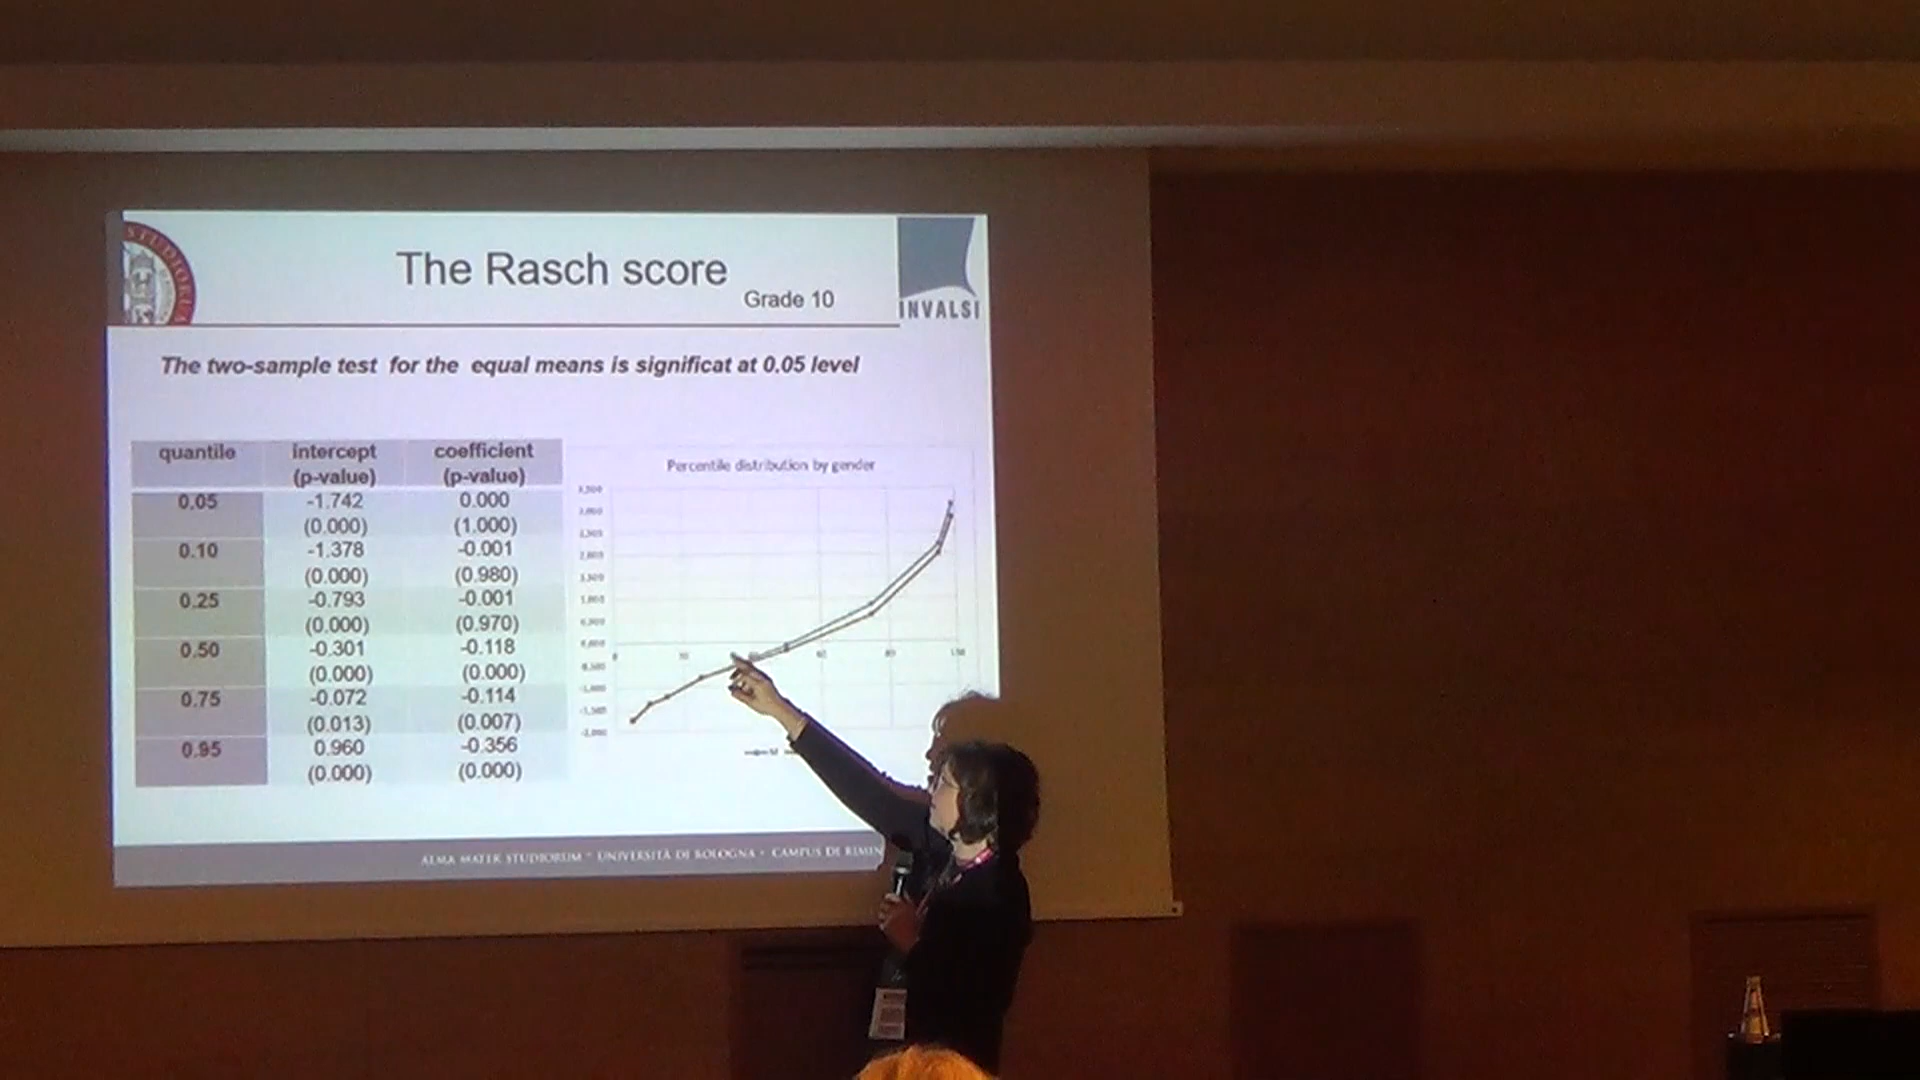 STUDIORUM
The Rasch score
Grade 10
INVALSI
The two-sample test for the equal means is significat at 0.05 level
quantile intercept coefficient
(p-value) (p-value)
0.05 -1.742 0.000
(0.000) (1.000)
0.10 -1.378 -0.001
(0.000) (0.980)
0.25 -0.793 -0.001
(0.000) (0.970)
0.50 -0.301 -0.118
(0.000) (0.000)
0.75 -0.072 -0.114
(0.013) (0.007)
0.95 0.960 -0.356
(0.000) (0.000)
Percentile distribution by gender
ALMA MATER STUDIORUM ~ UNIVERSITÀ DI BOLOGNA • CAMPUS DI RIMIN